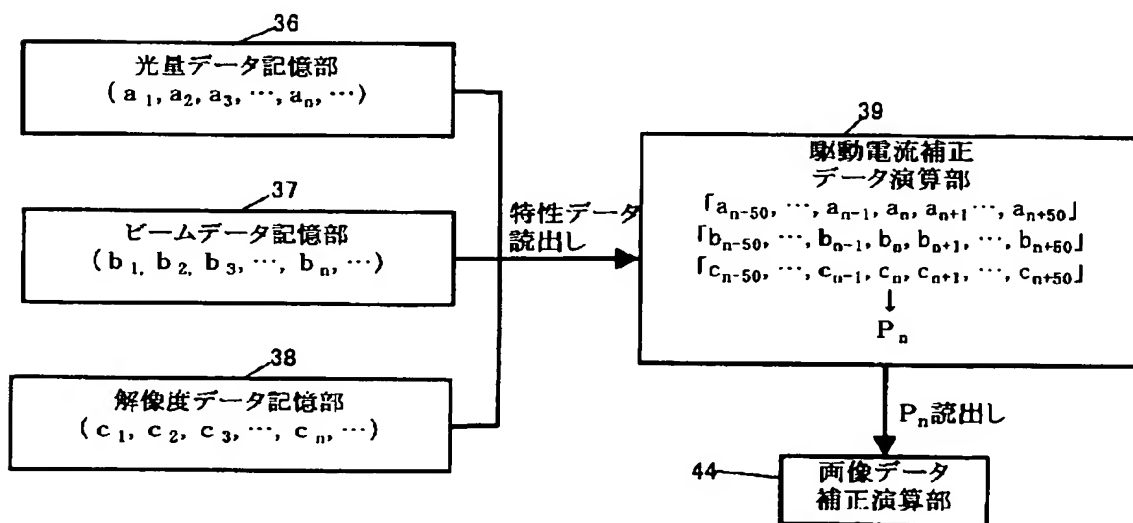 36
光量データ記憶部
(a1, a2, a3, …, an, …)
37
ビームデータ記憶部
(b1, b2, b3, …, bn, …)
38
解像度データ記憶部
(c1, c2, c3, …, cn, …)
特性データ
読出し
39
駆動電流補正
データ演算部
「an-50, …, an-1, an, an+1 …, an+50」
「bn-50, …, bn-1, bn, bn+1, …, bn+50」
「cn-50, …, cn-1, cn, cn+1, …, cn+50」
↓
Pn
Pn読出し
44
画像データ
補正演算部